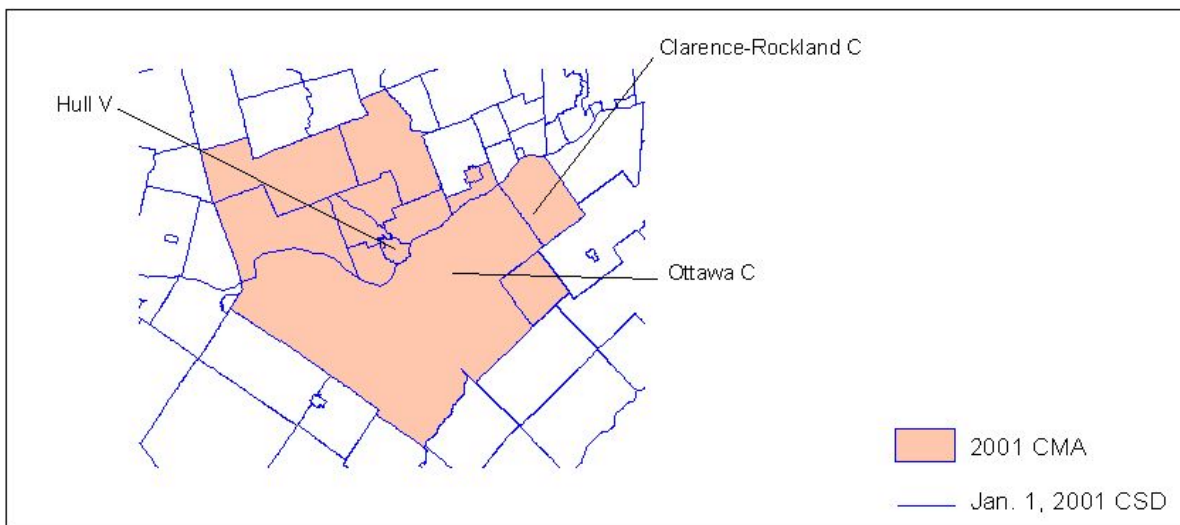 Clarence-Rockland C
Hull V
Ottawa C
2001 CMA
Jan. 1, 2001 CSD